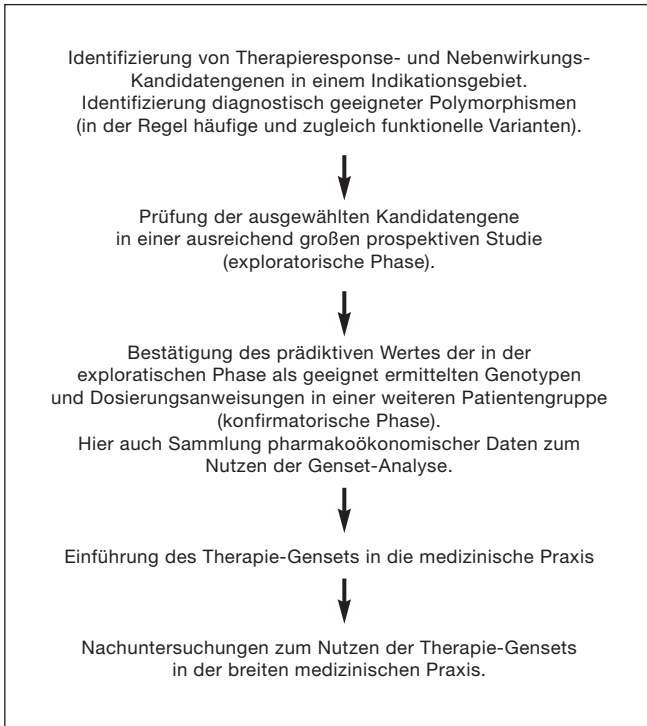 Identifizierung von Therapieresponse- und Nebenwirkungs-
Kandidatengenen in einem Indikationsgebiet.
Identifizierung diagnostisch geeigneter Polymorphismen
(in der Regel häufige und zugleich funktionelle Varianten).
Prüfung der ausgewählten Kandidatengene
in einer ausreichend großen prospektiven Studie
(exploratorische Phase).
Bestätigung des prädiktiven Wertes der in der
exploratischen Phase als geeignet ermittelten Genotypen
und Dosierungsanweisungen in einer weiteren Patientengruppe
(konfirmatorische Phase).
Hier auch Sammlung pharmakoökonomischer Daten zum
Nutzen der Genset-Analyse.
Einführung des Therapie-Gensets in die medizinische Praxis
Nachuntersuchungen zum Nutzen der Therapie-Gensets
in der breiten medizinischen Praxis.